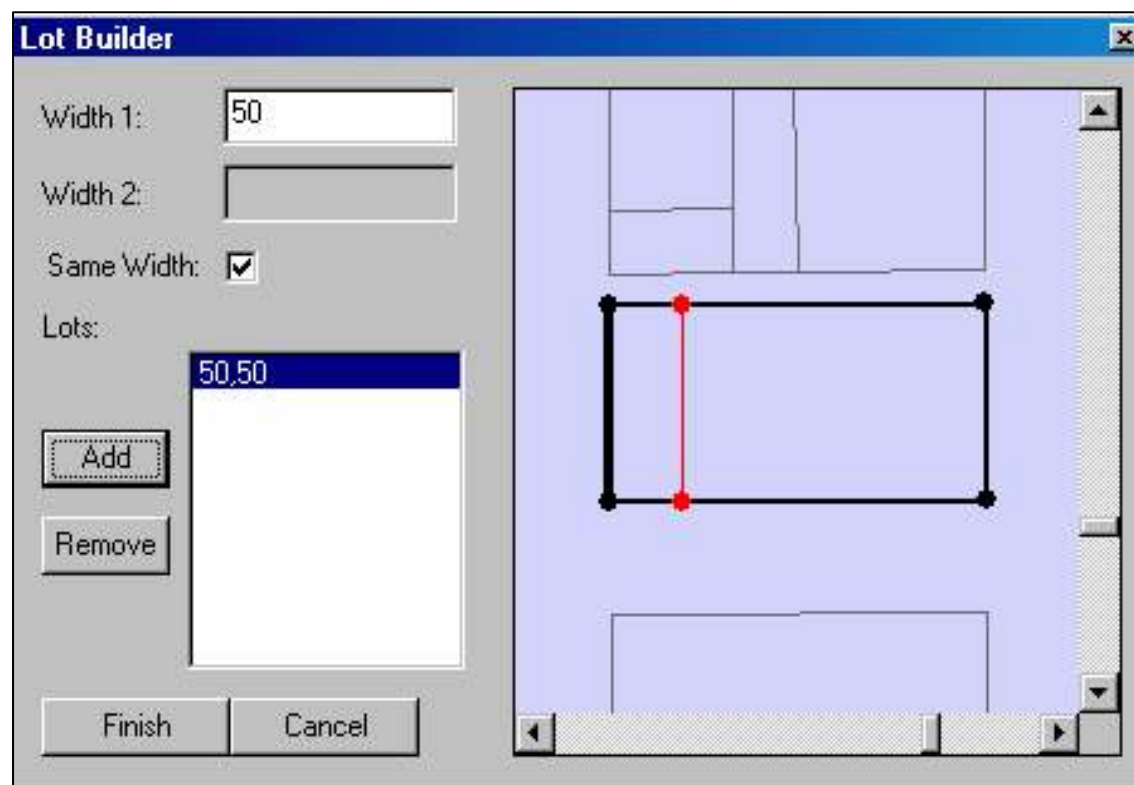 Lot Builder
Width 1:
50
Width 2:
Same Width:
Lots:
50,50
Add
Remove
Finish
Cancel